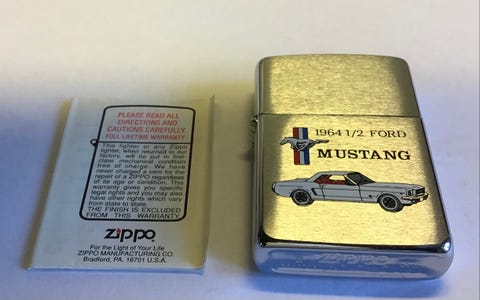 PLEASE READ ALL
DIRECTIONS AND
CAUTIONS CAREFULLY
FULL LIFETIME WARRANTY
This lighter or any Zippo
lighter, when returned to our
factory, will be put in first-
class mechanical condition
free of charge. We have
never charged a cent for the
repair of a ZIPPO regardless
of its age or condition. This
warranty gives you specific
legal rights and you may also
have other rights which vary
from state to state.
THE FINISH IS EXCLUDED
FROM THIS WARRANTY.
zippo
For the Light of Your Life
ZIPPO MANUFACTURING CO.
Bradford, PA. 16701 U.S.A.
1964 1/2 FORD
MUSTANG
ZIPPO